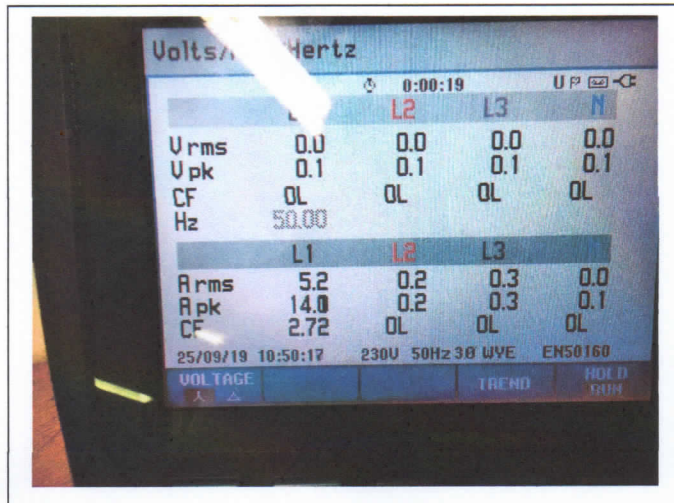 Volts/ Hertz
0:00:19 U
L2 L3 N
V rms 0.0 0.0 0.0 0.0
V pk 0.1 0.1 0.1 0.1
CF OL OL OL OL
Hz 50.00
L1 L2 L3
A rms 5.2 0.2 0.3 0.0
A pk 14.0 0.2 0.3 0.1
CF 2.72 OL OL OL
25/09/19 10:50:17 230V 50Hz 3Ø WYE EN50160
VOLTAGE TREND HOLD
RUN